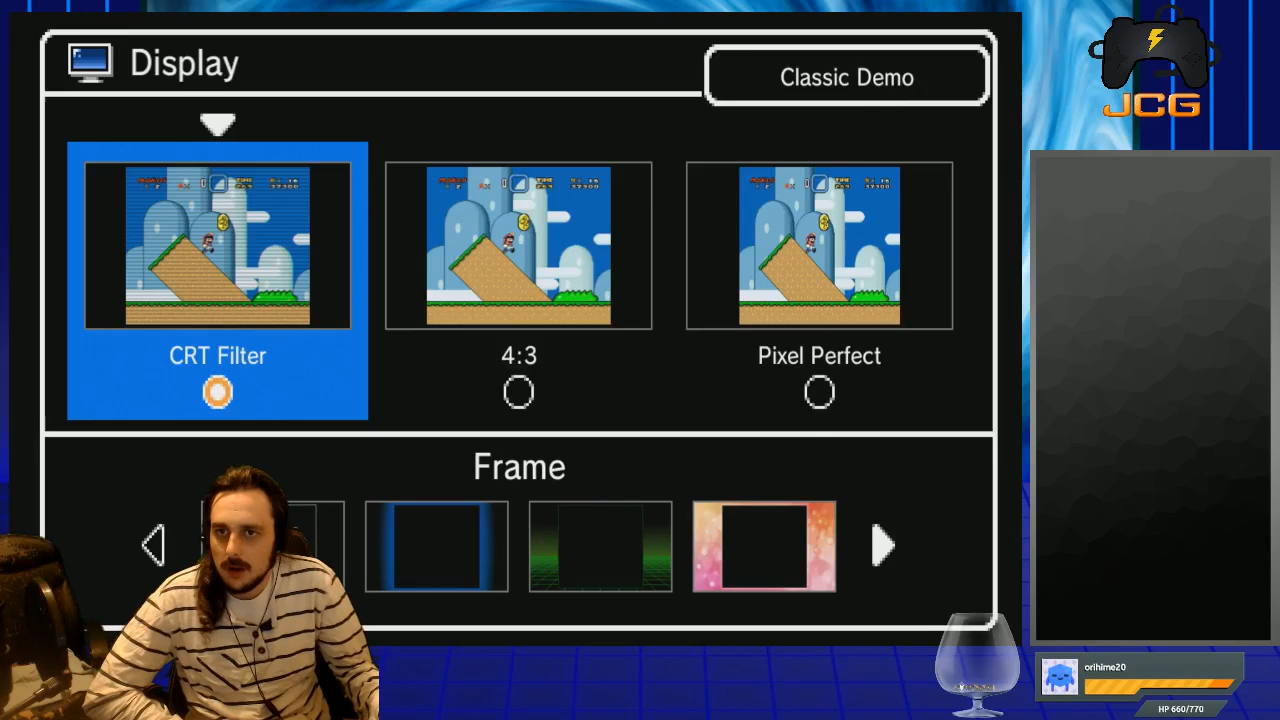 Display
Classic Demo
JCG
CRT Filter
4:3
Pixel Perfect
Frame
orihime20
HP 660/770